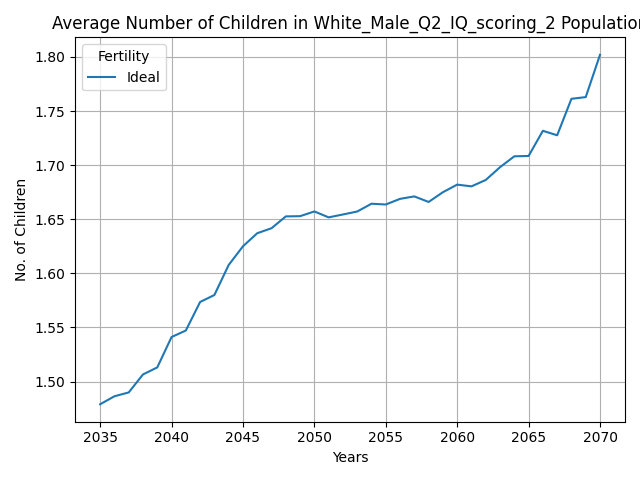 Average Number of Children in White_Male_Q2_IQ_scoring_2 Population
Fertility
Ideal
1.80
1.75
1.70
1.65
1.60
1.55
1.50
No. of Children
2035 2040 2045 2050 2055 2060 2065 2070
Years